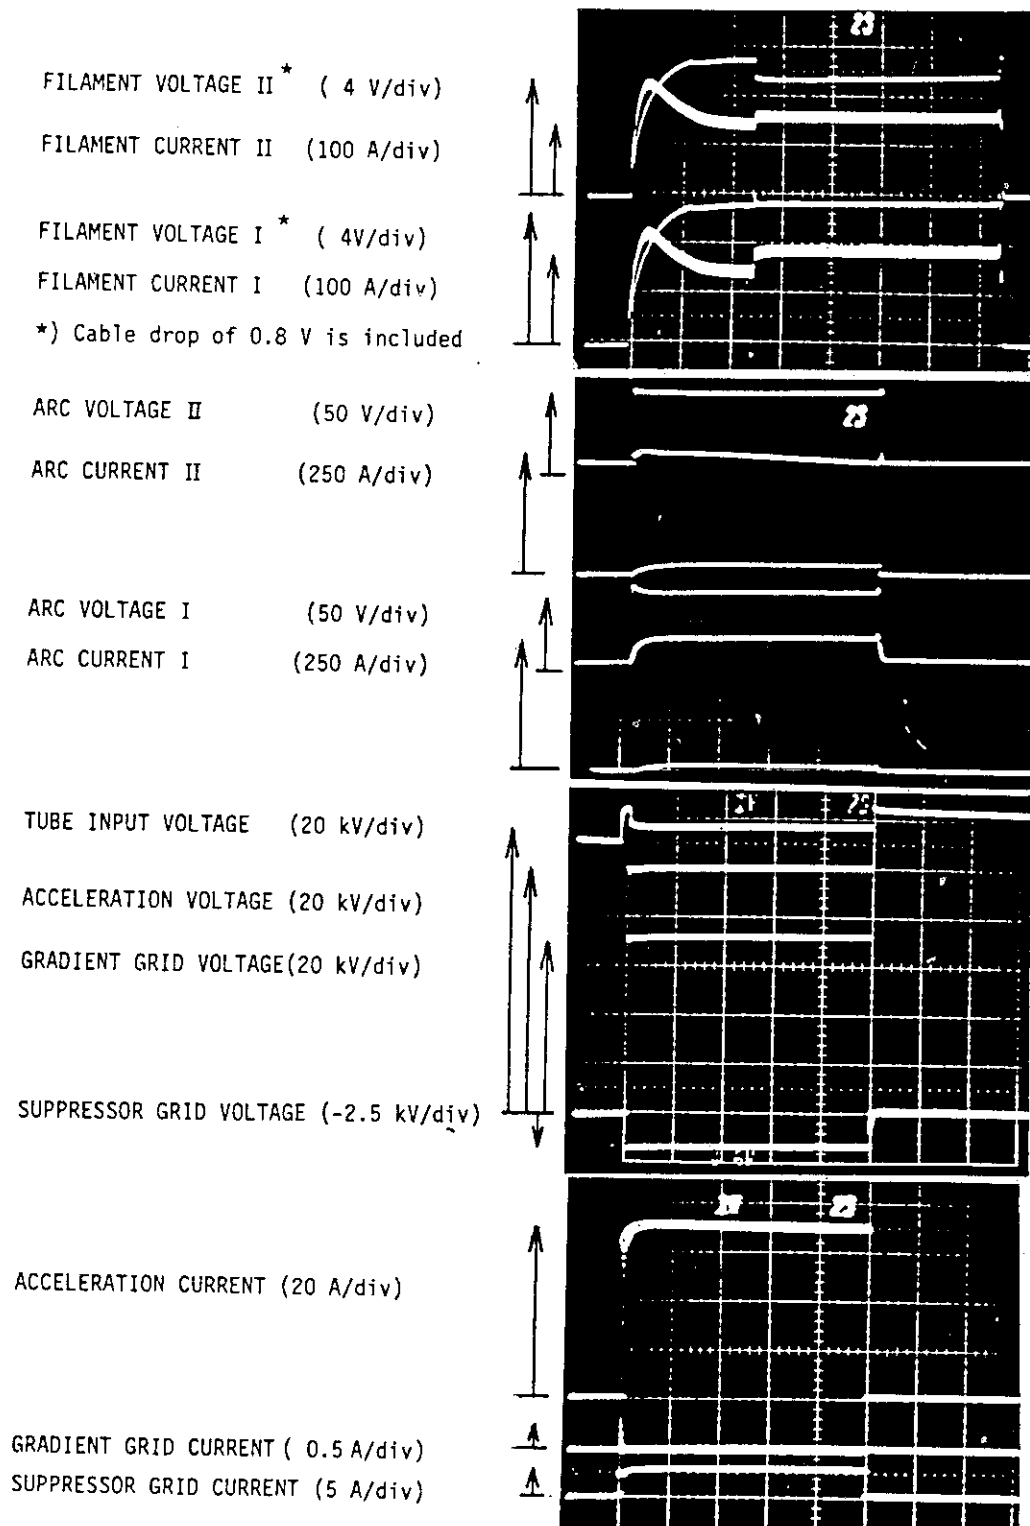 23
FILAMENT VOLTAGE II * ( 4 V/div)
FILAMENT CURRENT II (100 A/div)
FILAMENT VOLTAGE I * ( 4V/div)
FILAMENT CURRENT I (100 A/div)
*) Cable drop of 0.8 V is included
ARC VOLTAGE II (50 V/div)
23
ARC CURRENT II (250 A/div)
ARC VOLTAGE I (50 V/div)
ARC CURRENT I (250 A/div)
TUBE INPUT VOLTAGE (20 kV/div)
ACCELERATION VOLTAGE (20 kV/div)
GRADIENT GRID VOLTAGE(20 kV/div)
SUPPRESSOR GRID VOLTAGE (-2.5 kV/div)
23
ACCELERATION CURRENT (20 A/div)
GRADIENT GRID CURRENT ( 0.5 A/div)
SUPPRESSOR GRID CURRENT (5 A/div)